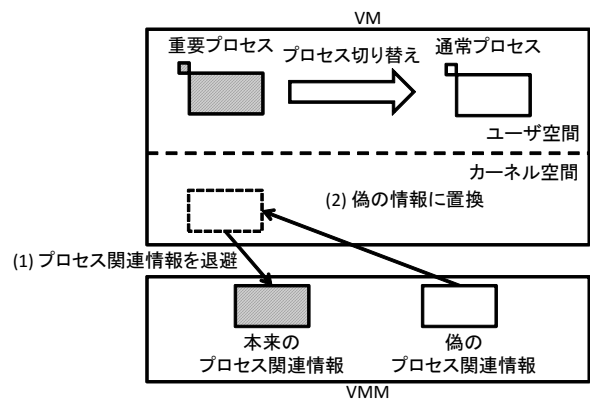 VM
重要プロセス
プロセス切り替え
通常プロセス
ユーザ空間
カーネル空間
(2) 偽の情報に置換
(1) プロセス関連情報を退避
本来の
プロセス関連情報
偽の
プロセス関連情報
VMM